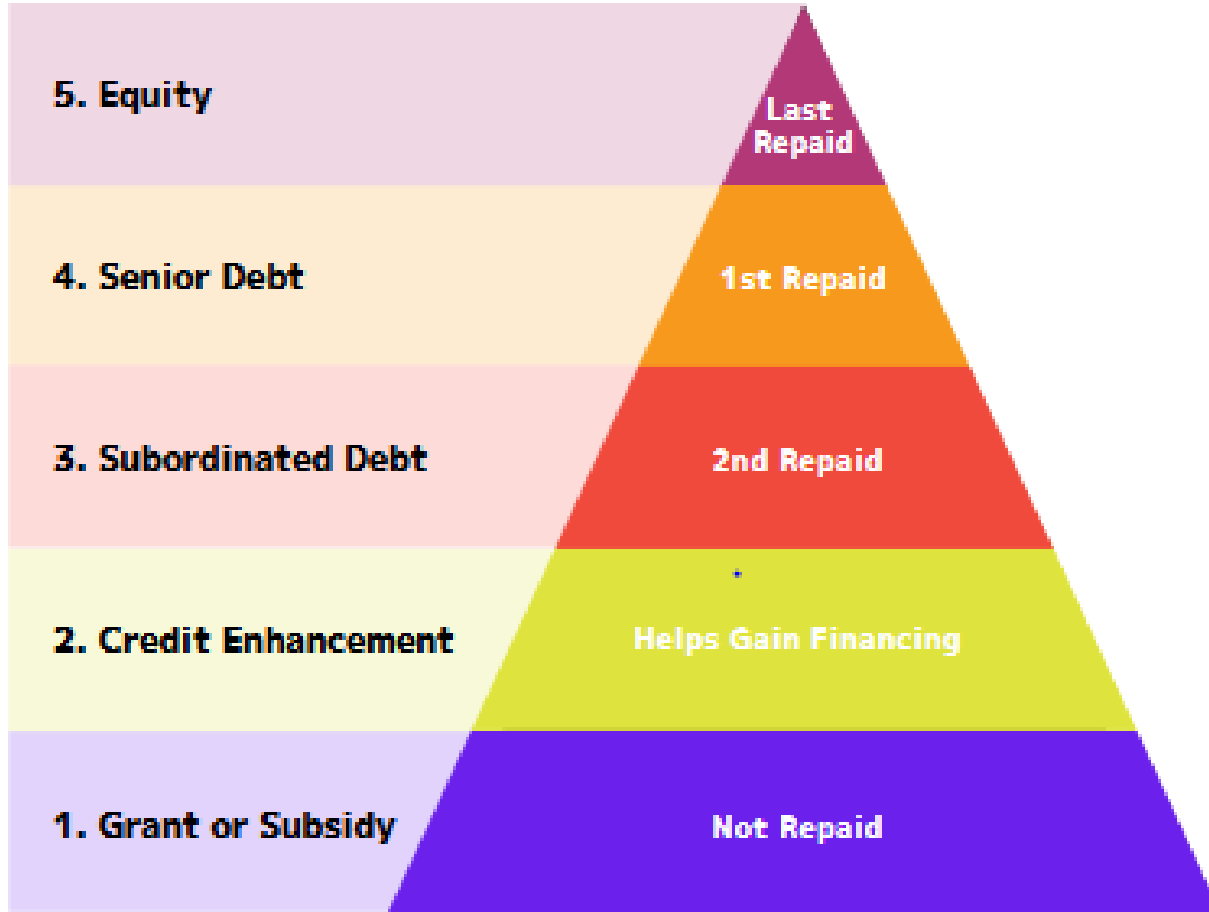 5. Equity
Last
Repaid
4. Senior Debt
1st Repaid
3. Subordinated Debt
2nd Repaid
2. Credit Enhancement
Helps Gain Financing
1. Grant or Subsidy
Not Repaid